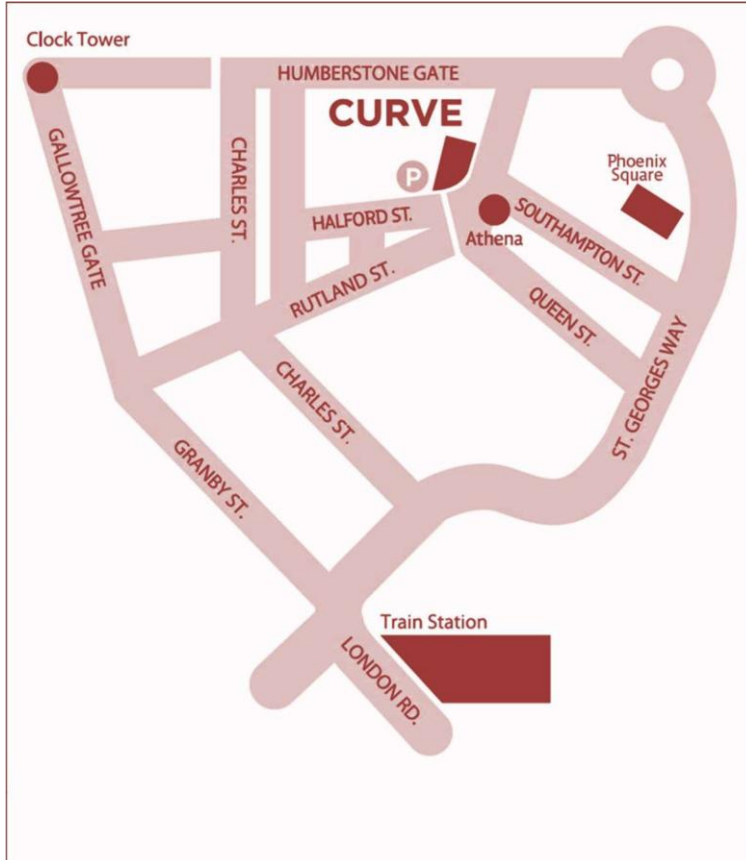 Clock Tower
HUMBERSTONE GATE
CURVE
P
GALLOWTREE GATE
CHARLES ST.
Phoenix
Square
HALFORD ST.
Athena
SOUTHAMPTON ST.
RUTLAND ST.
QUEEN ST.
ST. GEORGES WAY
CHARLES ST.
GRANBY ST.
Train Station
LONDON RD.